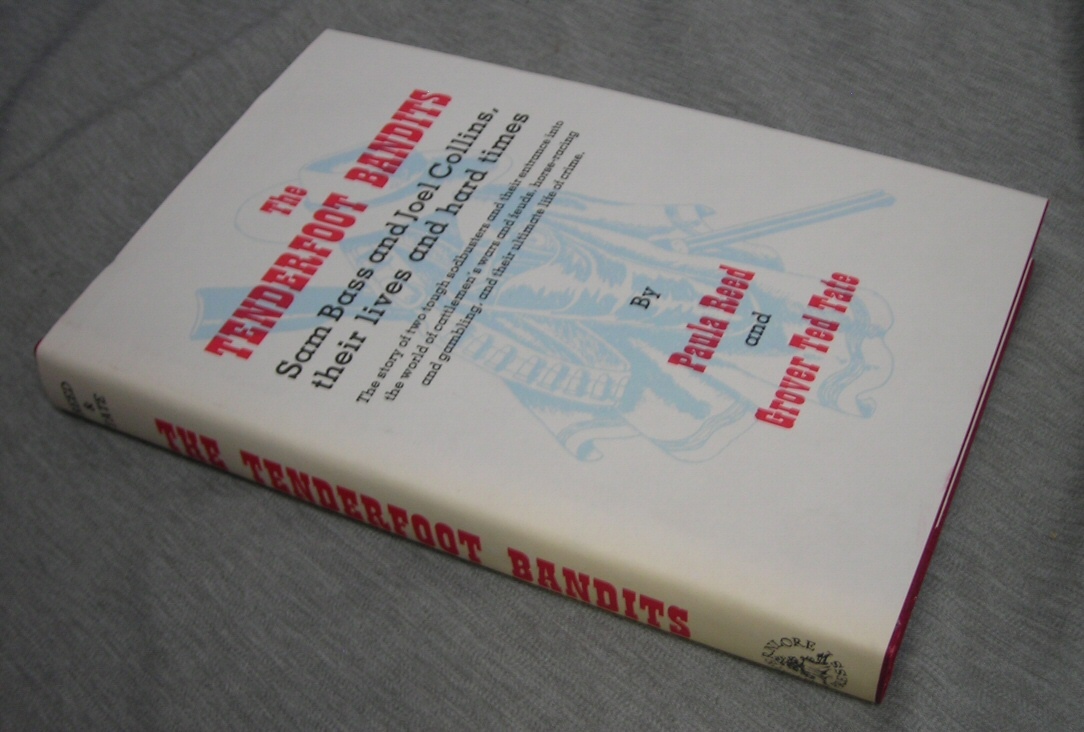 The
TENDERFOOT BANDITS
Sam Bass and Joel Collins,
their lives and hard times
The story of two tough sodbusters and their entrance into
the world of cattlemen's wars and feuds, horse-racing
and gambling, and their ultimate life of crime.
By
Paula Reed
and
Grover Ted Tate
REED
&
TATE
THE TENDERFOOT BANDITS